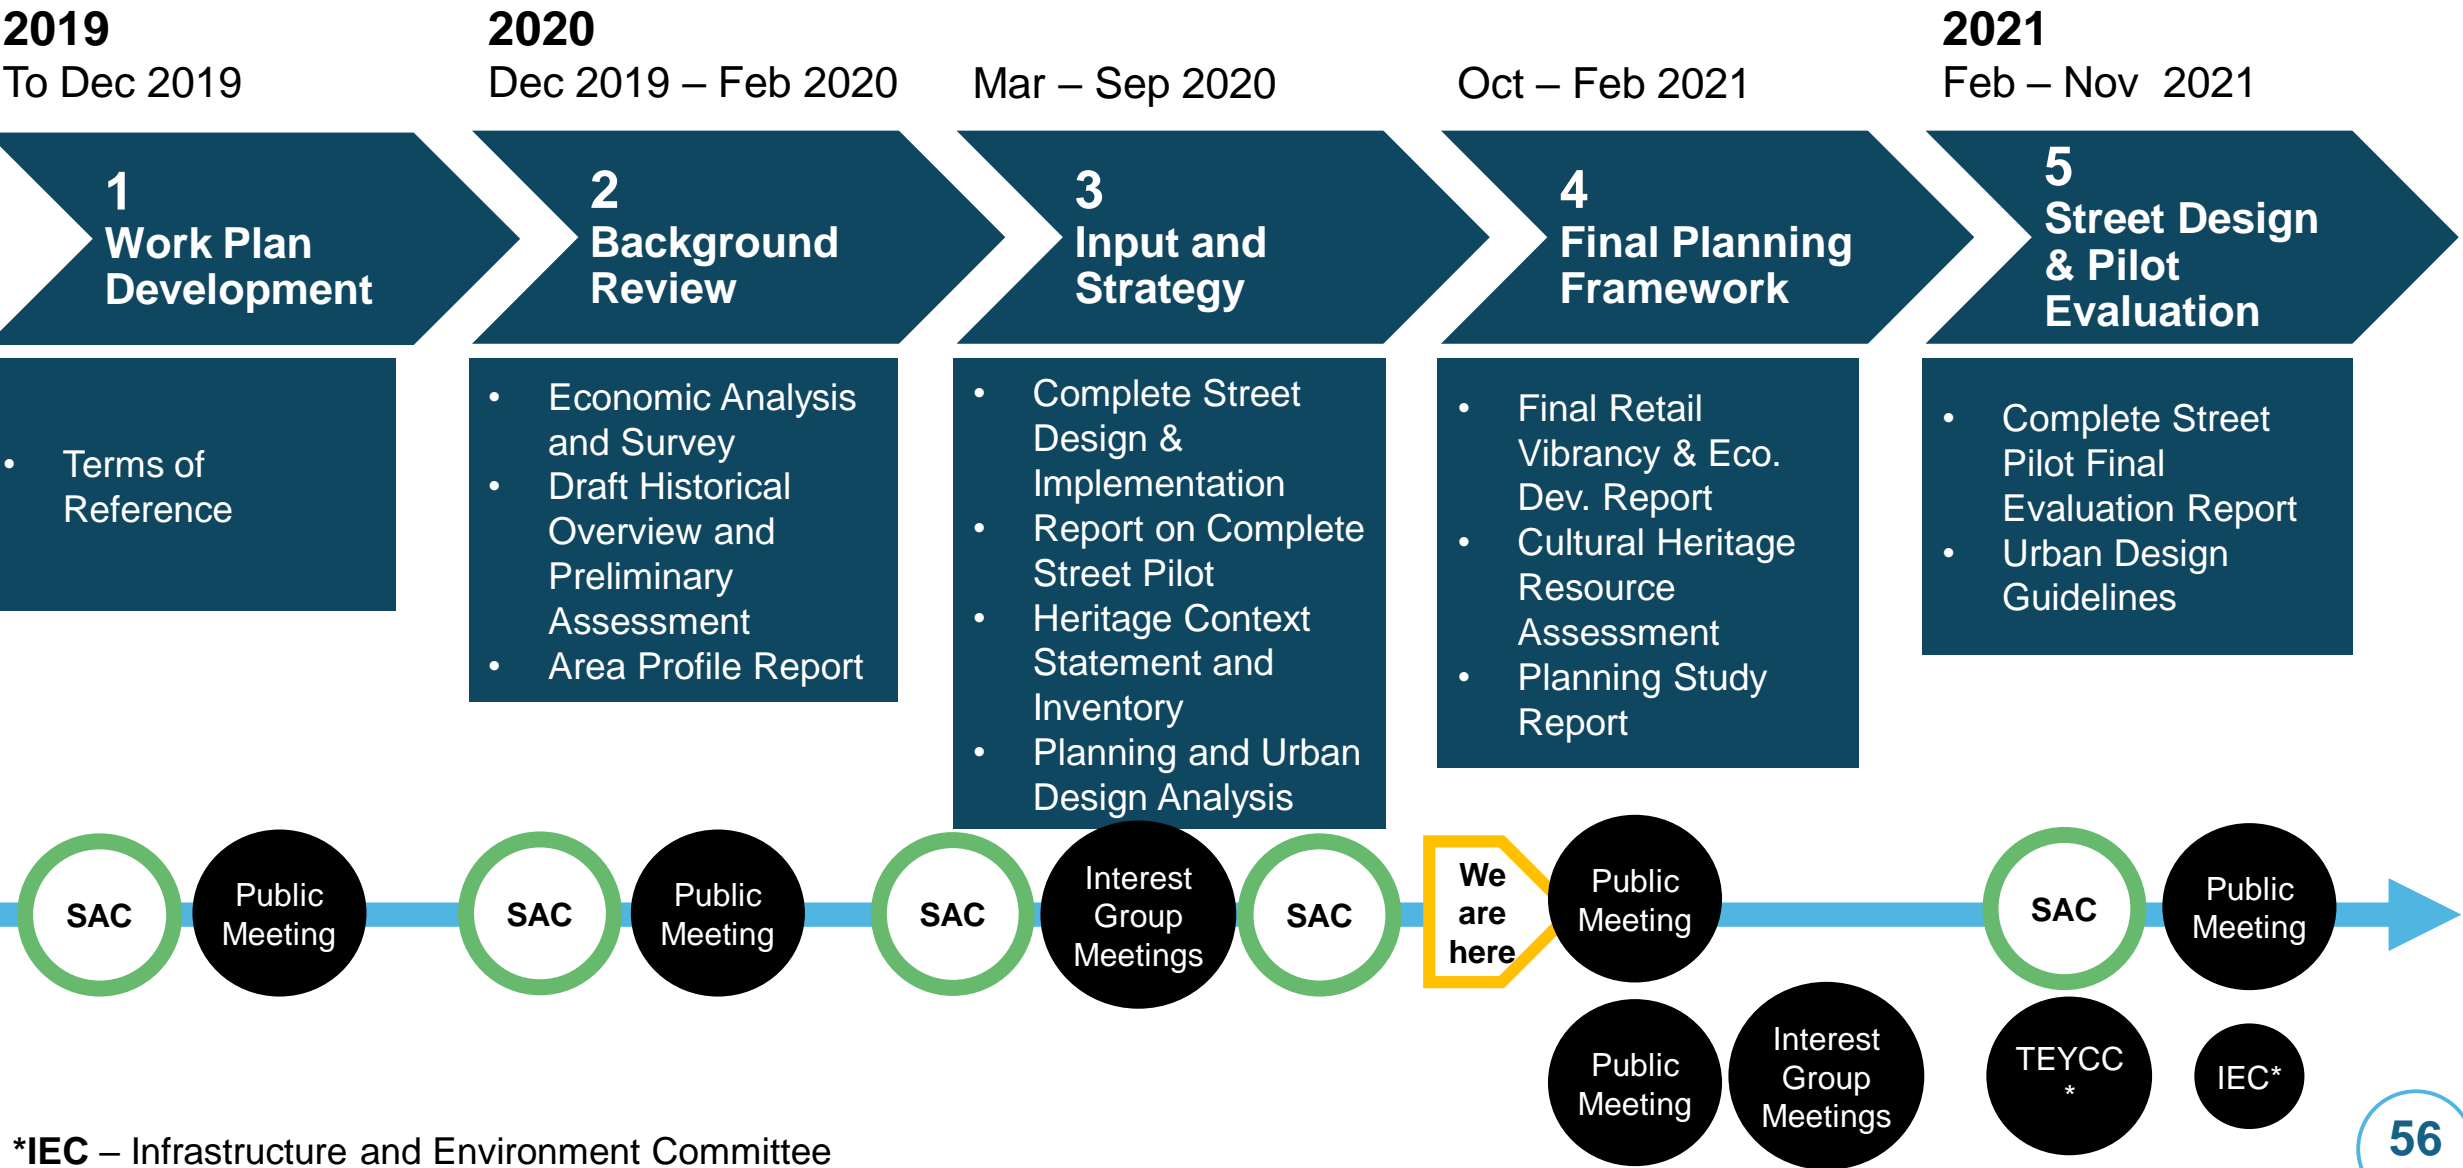 2019
To Dec 2019
2020
Dec 2019 – Feb 2020
Mar – Sep 2020
Oct – Feb 2021
2021
Feb – Nov 2021
1
Work Plan
Development
2
Background
Review
3
Input and
Strategy
4
Final Planning
Framework
5
Street Design
& Pilot
Evaluation
• Terms of
Reference
• Economic Analysis
and Survey
• Draft Historical
Overview and
Preliminary
Assessment
• Area Profile Report
• Complete Street
Design &
Implementation
• Report on Complete
Street Pilot
• Heritage Context
Statement and
Inventory
• Planning and Urban
Design Analysis
• Final Retail
Vibrancy & Eco.
Dev. Report
• Cultural Heritage
Resource
Assessment
• Planning Study
Report
• Complete Street
Pilot Final
Evaluation Report
• Urban Design
Guidelines
SAC
Public
Meeting
SAC
Public
Meeting
SAC
Interest
Group
Meetings
SAC
We
are
here
Public
Meeting
SAC
Public
Meeting
Public
Meeting
Interest
Group
Meetings
TEYCC
*
IEC*
*IEC – Infrastructure and Environment Committee
56